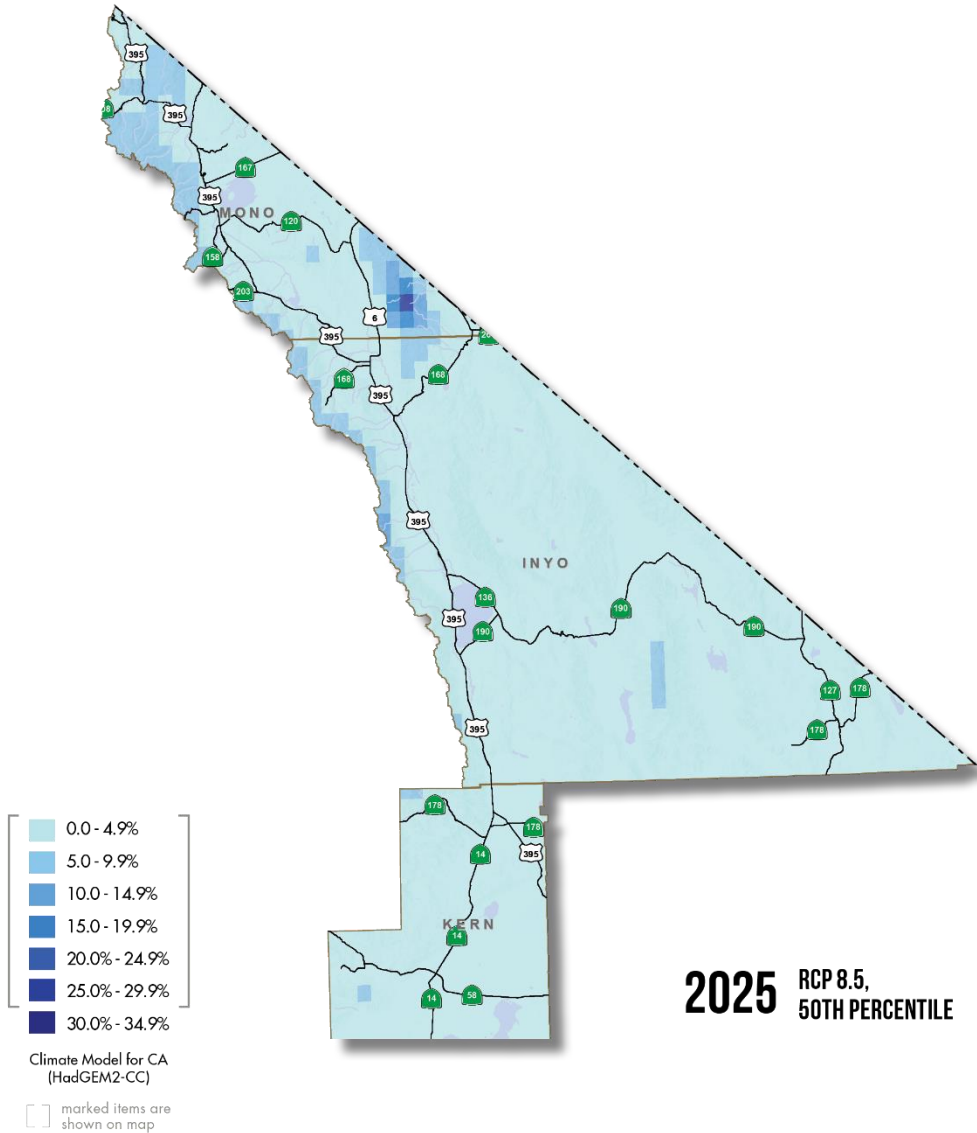 395
395
167
395
MONO
120
158
203
6
395
168
168
395
395
INYO
136
190
395
190
190
127
178
178
395
178
178
395
14
KERN
14
14
58
0.0 - 4.9%
5.0 - 9.9%
10.0 - 14.9%
15.0 - 19.9%
20.0% - 24.9%
25.0% - 29.9%
30.0% - 34.9%
Climate Model for CA
(HadGEM2-CC)
marked items are
shown on map
2025 RCP 8.5,
50TH PERCENTILE